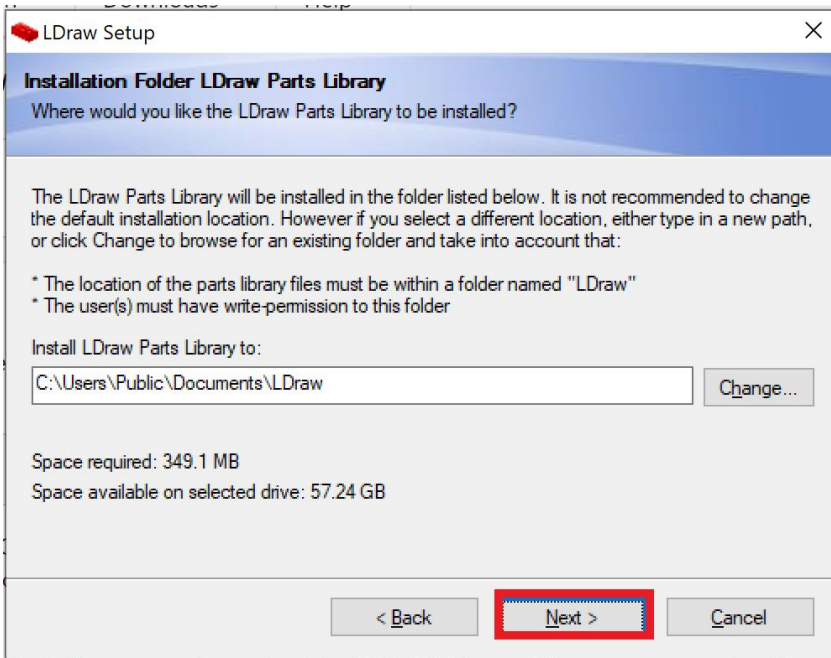 Downloads Help
LDraw Setup
Installation Folder LDraw Parts Library
Where would you like the LDraw Parts Library to be installed?
The LDraw Parts Library will be installed in the folder listed below. It is not recommended to change
the default installation location. However if you select a different location, either type in a new path,
or click Change to browse for an existing folder and take into account that:
* The location of the parts library files must be within a folder named "LDraw"
* The user(s) must have write-permission to this folder
Install LDraw Parts Library to:
C:\Users\Public\Documents\LDraw
Change...
Space required: 349.1 MB
Space available on selected drive: 57.24 GB
< Back Next > Cancel